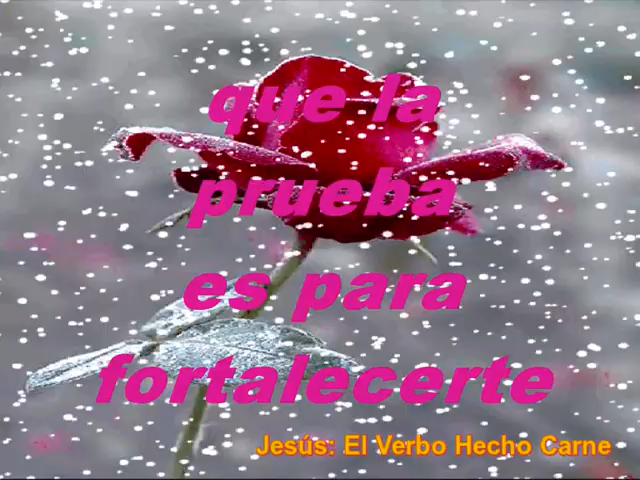 que la
prueba
es para
fortalecerte
Jesús: El Verbo Hecho Carne